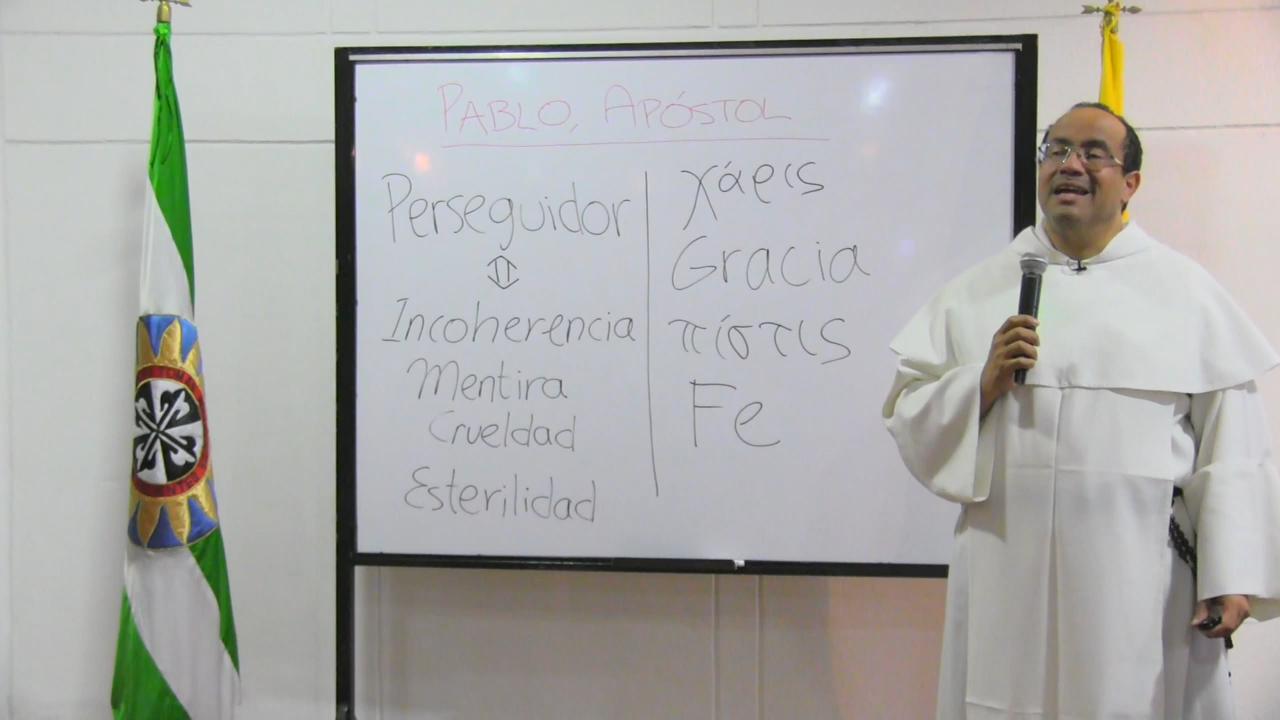 PABLO, APÓSTOL
Perseguidor
⇕
Incoherencia
Mentira
Crueldad
Esterilidad
χάρις
Gracia
πίστις
Fe